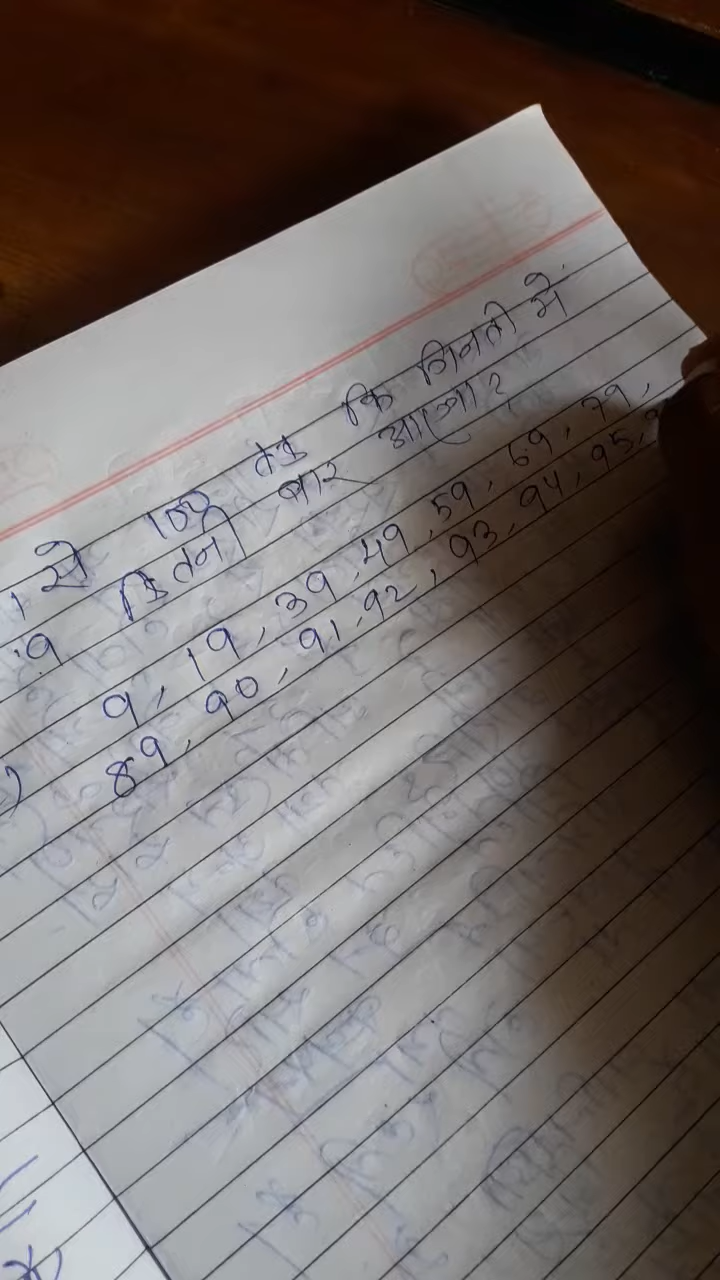 1 से 100 तक कि गिनती में
9 कितनी बार आएगा?
9, 19, 39, 49, 59, 69, 79,
89, 90, 91, 92, 93, 94, 95, 9